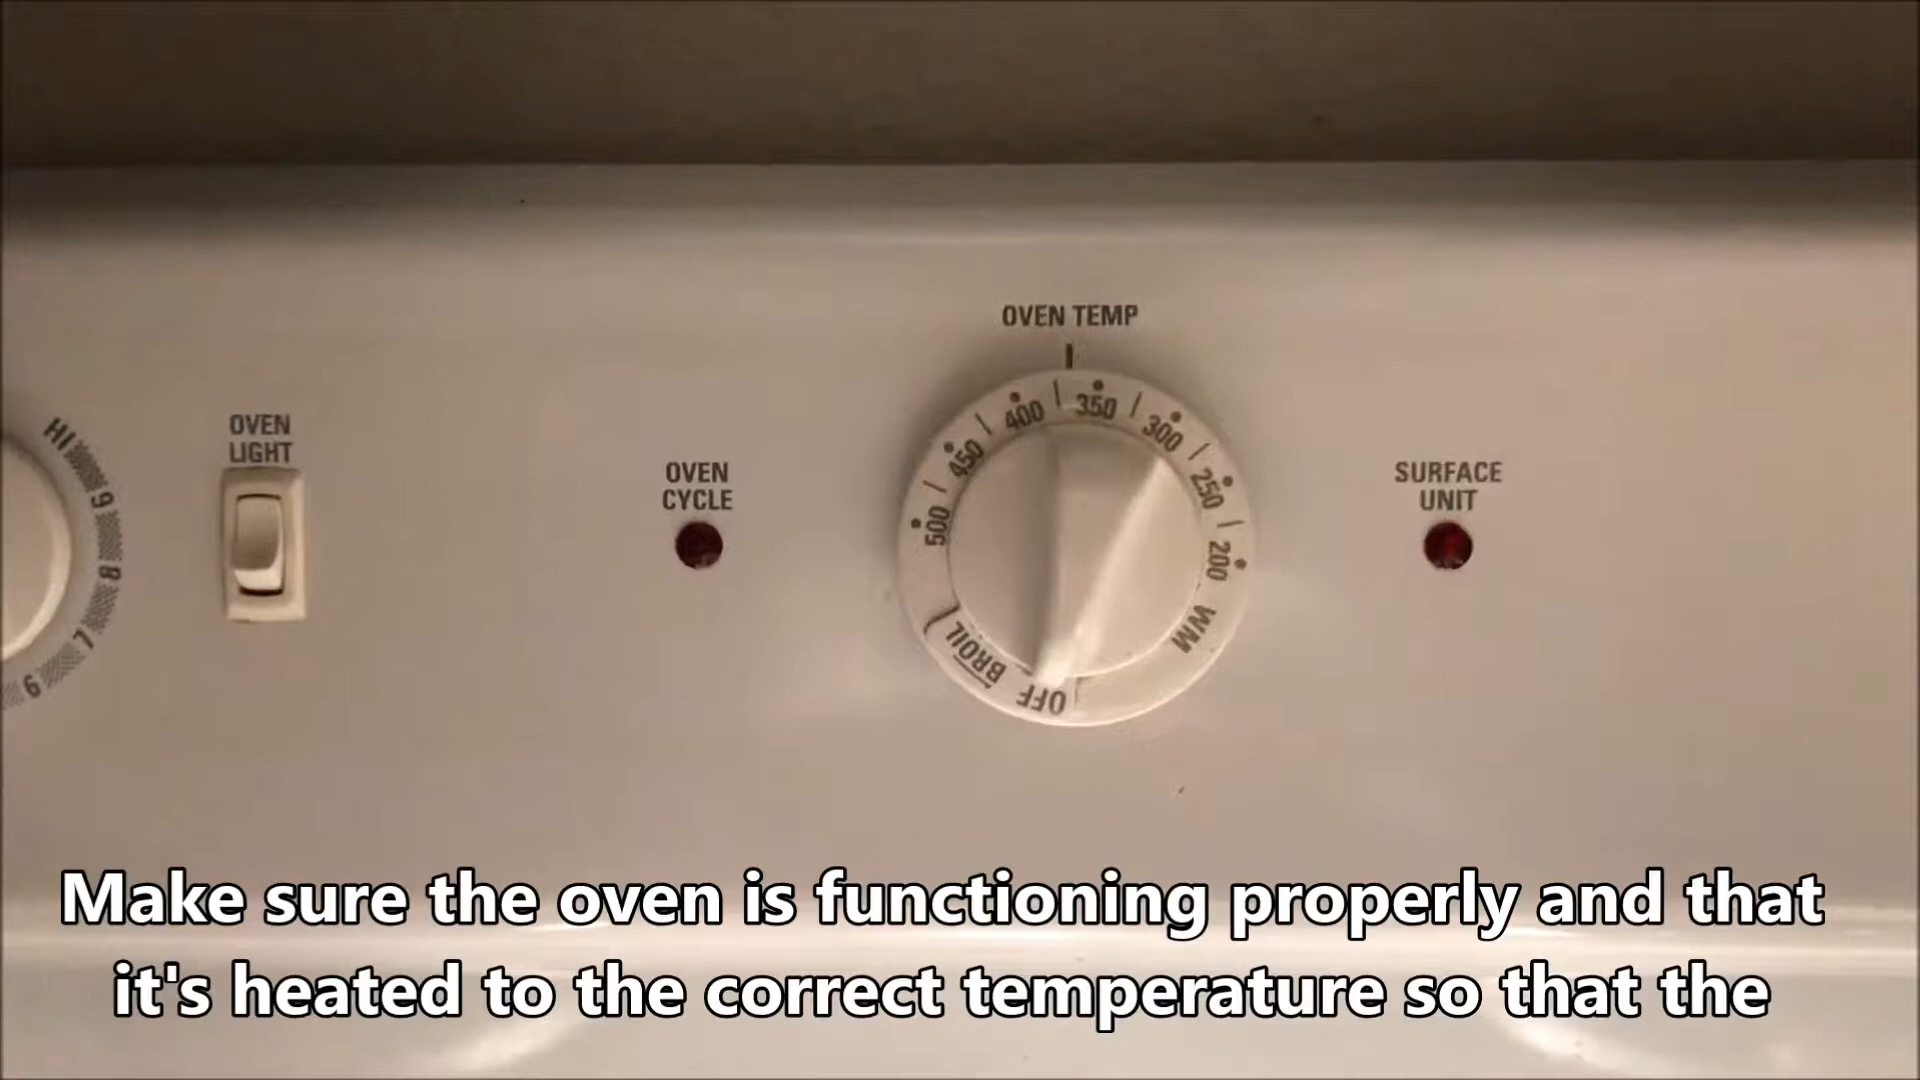 OVEN TEMP
HI
9
8
7
6
OVEN
LIGHT
OVEN
CYCLE
500
450
400
350
300
250
200
WM
BROIL
OFF
SURFACE
UNIT
Make sure the oven is functioning properly and that
it's heated to the correct temperature so that the